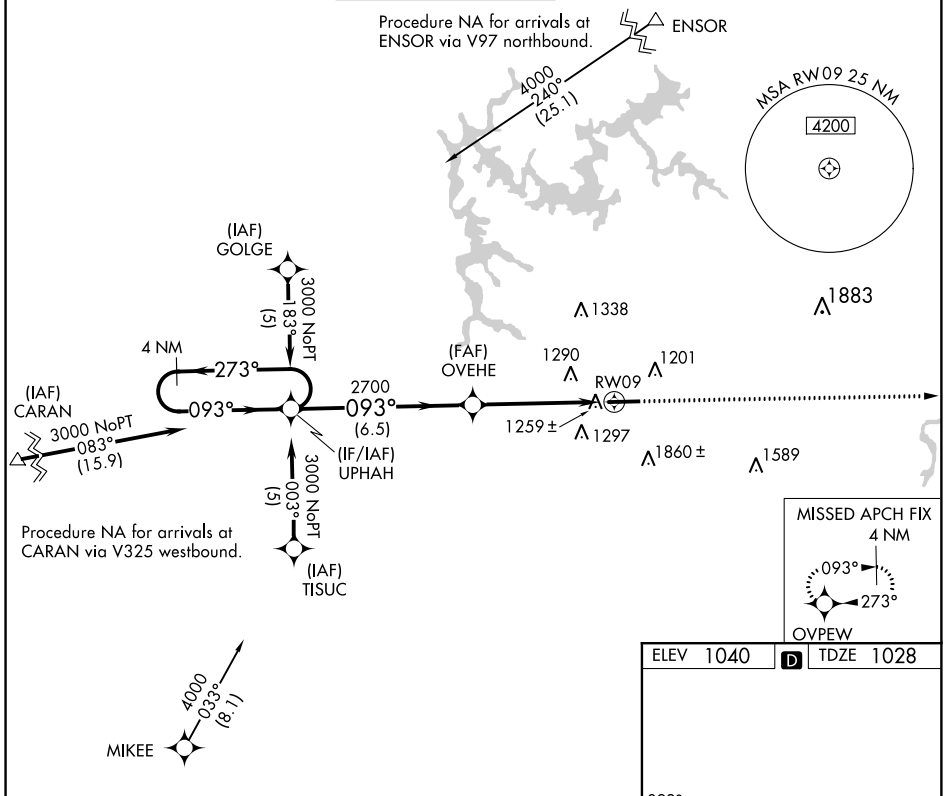 Procedure NA for arrivals at
ENSOR via V97 northbound.
ENSOR
4000
240°
(25.1)
MSA RW09 25 NM
4200
(IAF)
GOLGE
3000 NoPT
183°
(5)
1338
1883
4 NM
273°
093°
(IAF)
CARAN
3000 NoPT
083°
(15.9)
2700
093°
(6.5)
(FAF)
OVEHE
1290
1201
RW09
1259 ±
1297
1860 ±
1589
(IF/IAF)
UPHAH
3000 NoPT
003°
(5)
(IAF)
TISUC
Procedure NA for arrivals at
CARAN via V325 westbound.
MISSED APCH FIX
4 NM
093°
273°
OVPEW
4000
033°
(8.1)
MIKEE
ELEV 1040 D TDZE 1028